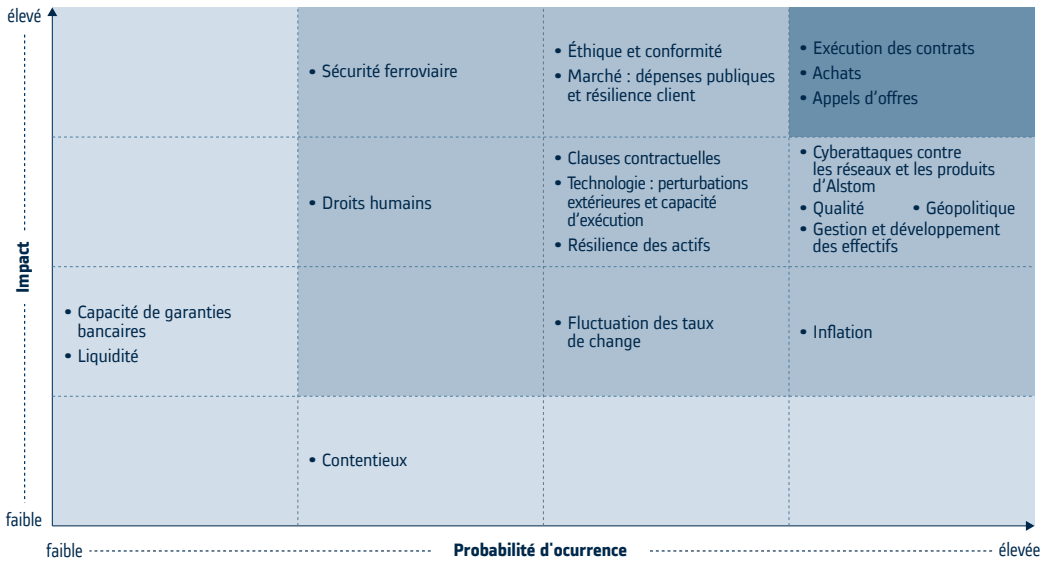 élevé
Impact
faible
• Sécurité ferroviaire
• Éthique et conformité
• Marché : dépenses publiques
et résilience client
• Exécution des contrats
• Achats
• Appels d'offres
• Droits humains
• Clauses contractuelles
• Technologie : perturbations
extérieures et capacité
d'exécution
• Résilience des actifs
• Cyberattaques contre
les réseaux et les produits
d'Alstom
• Qualité • Géopolitique
• Gestion et développement
des effectifs
• Capacité de garanties
bancaires
• Liquidité
• Fluctuation des taux
de change
• Inflation
• Contentieux
faible Probabilité d'ocurrence élevée